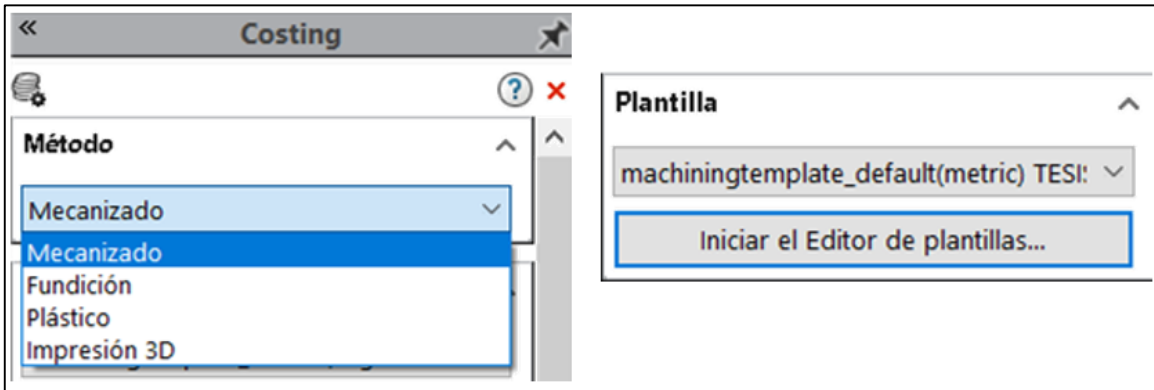 Costing
Método
Mecanizado
Mecanizado
Fundición
Plástico
Impresión 3D
Plantilla
machiningtemplate_default(metric) TESI
Iniciar el Editor de plantillas...